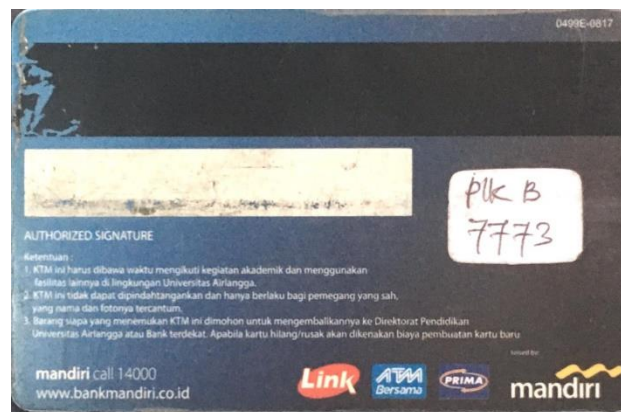 0499E-0817
plk B
7773
AUTHORIZED SIGNATURE
Ketentuan :
1. KTM ini harus dibawa waktu mengikuti kegiatan akademik dan menggunakan
fasilitas lainnya di lingkungan Universitas Airlangga.
2. KTM ini tidak dapat dipindahtangankan dan hanya berlaku bagi pemegang yang sah,
yang nama dan fotonya tercantum.
3. Barang siapa yang menemukan KTM ini dimohon untuk mengembalikannya ke Direktorat Pendidikan
Universitas Airlangga atau Bank terdekat. Apabila kartu hilang/rusak akan dikenakan biaya pembuatan kartu baru
issued by:
mandiri call 14000
www.bankmandiri.co.id
Link
ATM
Bersama
PRIMA
mandiri